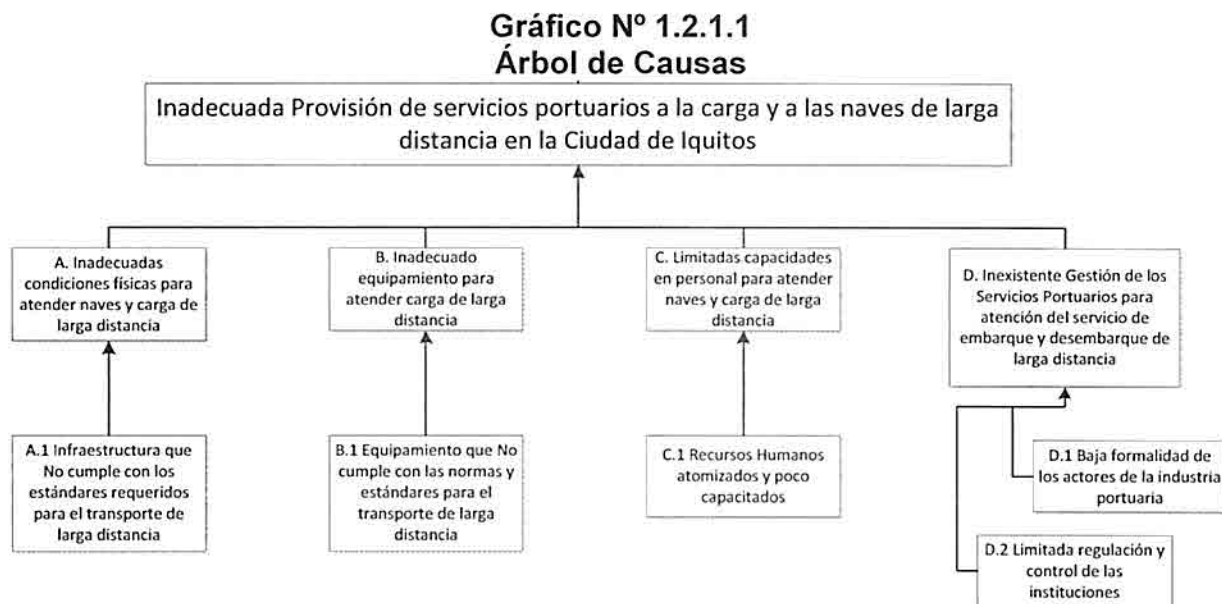 Gráfico Nº 1.2.1.1
Árbol de Causas
Inadecuada Provisión de servicios portuarios a la carga y a las naves de larga
distancia en la Ciudad de Iquitos
A. Inadecuadas
condiciones físicas para
atender naves y carga de
larga distancia
B. Inadecuado
equipamiento para
atender carga de larga
distancia
C. Limitadas capacidades
en personal para atender
naves y carga de larga
distancia
D. Inexistente Gestión de los
Servicios Portuarios para
atención del servicio de
embarque y desembarque de
larga distancia
A.1 Infraestructura que
No cumple con los
estándares requeridos
para el transporte de
larga distancia
B.1 Equipamiento que No
cumple con las normas y
estándares para el
transporte de larga
distancia
C.1 Recursos Humanos
atomizados y poco
capacitados
D.1 Baja formalidad de
los actores de la industria
portuaria
D.2 Limitada regulación y
control de las
instituciones